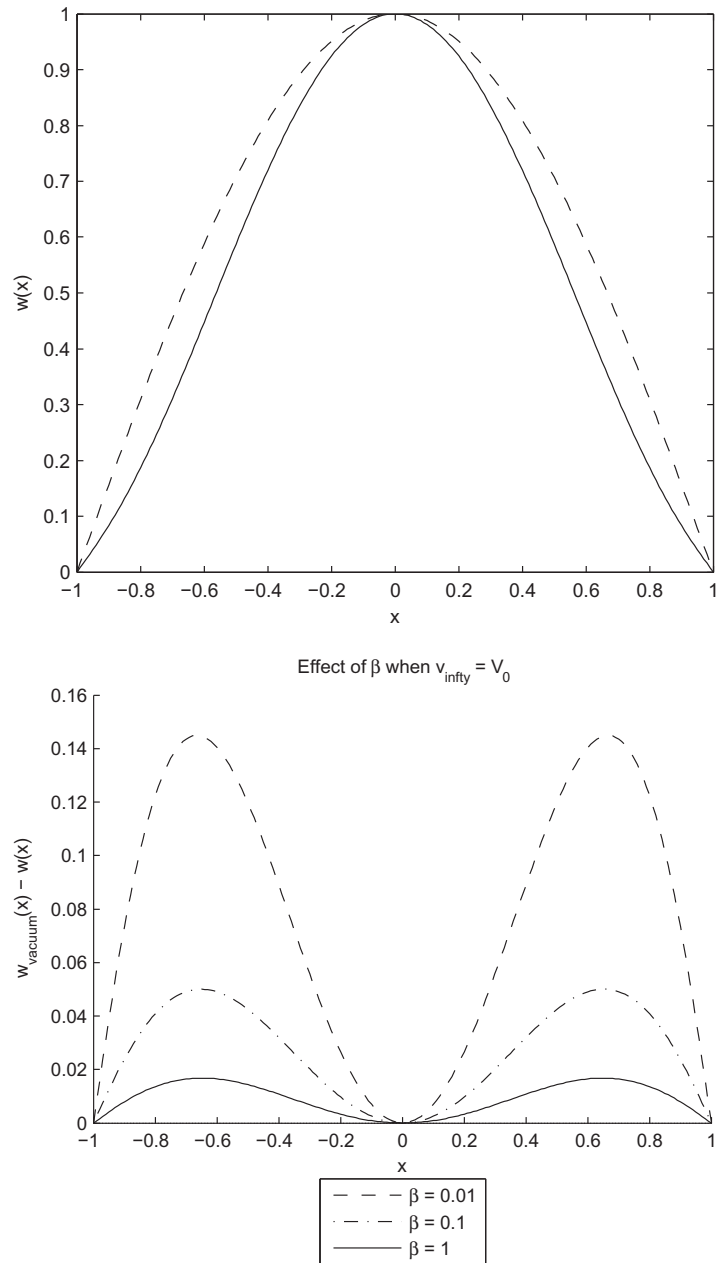 1
0.9
0.8
0.7
0.6
0.5
0.4
0.3
0.2
0.1
0
w(x)
−1 −0.8 −0.6 −0.4 −0.2 0 0.2 0.4 0.6 0.8 1
x
Effect of β when v_infty = V_0
0.16
0.14
0.12
0.1
0.08
0.06
0.04
0.02
0
w_vacuum(x) − w(x)
−1 −0.8 −0.6 −0.4 −0.2 0 0.2 0.4 0.6 0.8 1
x
β = 0.01
β = 0.1
β = 1